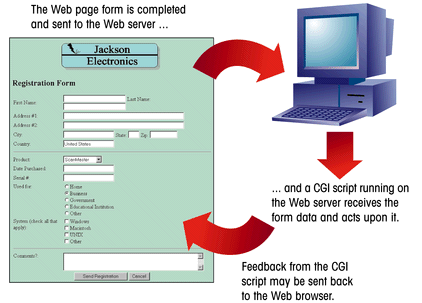 The Web page form is completed
and sent to the Web server ...
Jackson
Electronics
Registration Form
First Name: Last Name:
Address #1
Address #2
City State Zip
Country United States
Product ScanMaster
Date Purchased
Serial #
Used for: Home
Business
Government
Educational Institution
Other
System (check all that Windows
apply) Macintosh
UNIX
Other
Comments?
Send Registration Cancel
... and a CGI script running on
the Web server receives the
form data and acts upon it.
Feedback from the CGI
script may be sent back
to the Web browser.